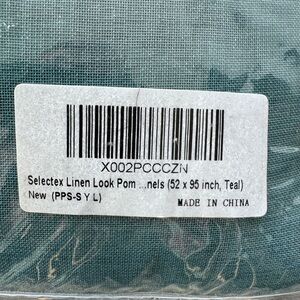 X002PCCCZN
Selectex Linen Look Pom ...nels (52 x 95 inch, Teal)
New (PPS-S Y L)
MADE IN CHINA